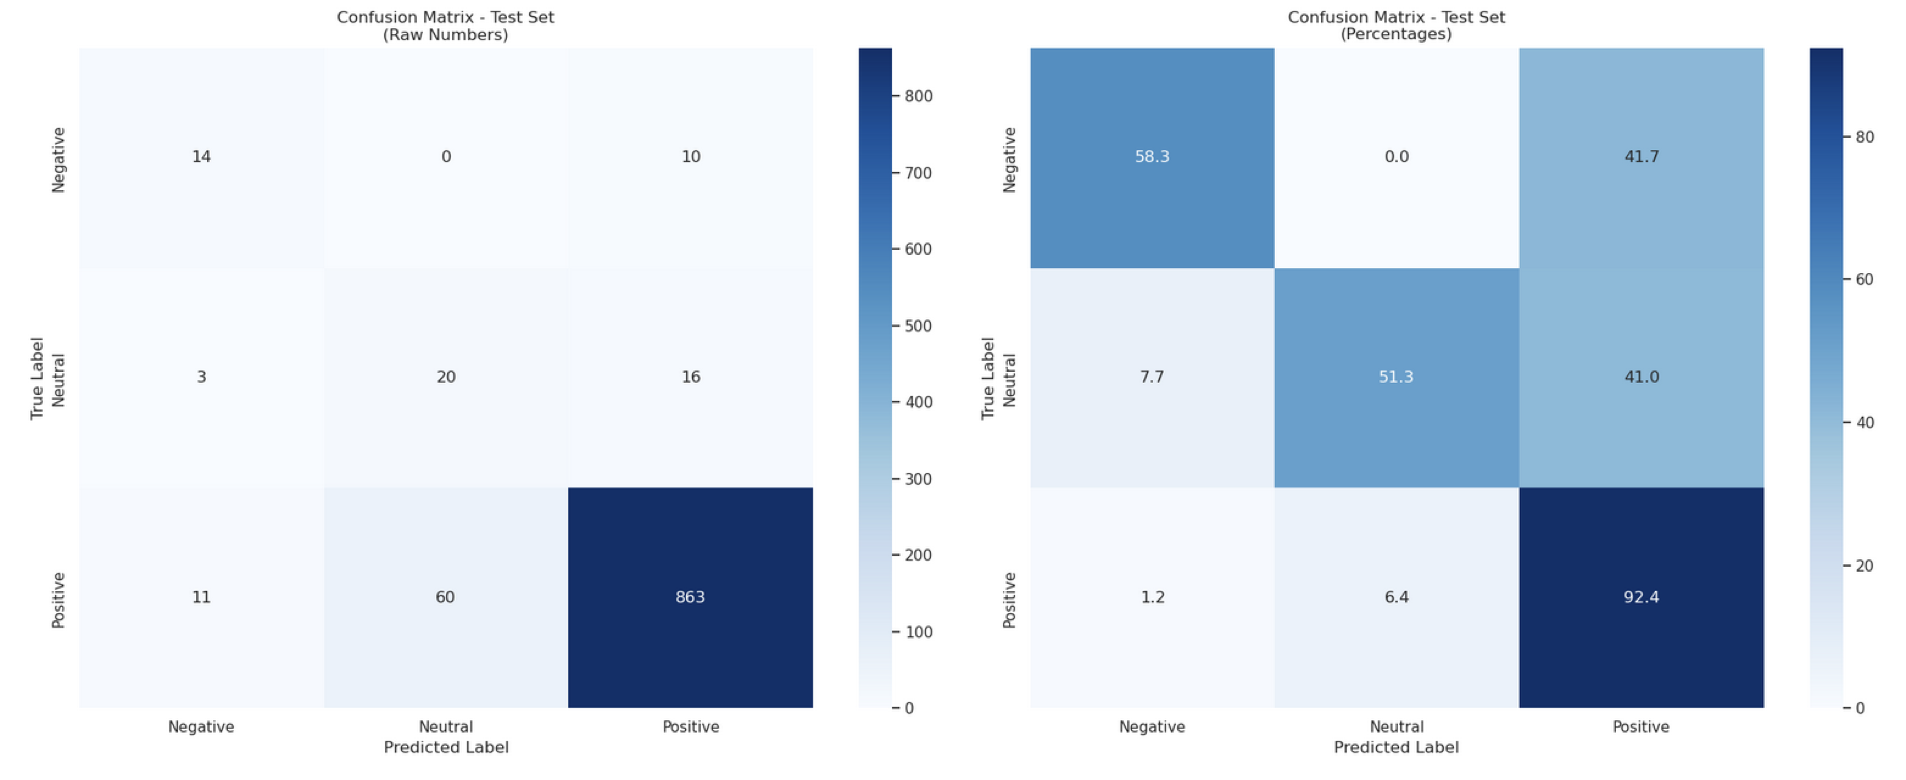 Confusion Matrix - Test Set
(Raw Numbers)
True Label
Negative
14 0 10
Neutral
3 20 16
Positive
11 60 863
Negative Neutral Positive
Predicted Label
800
700
600
500
400
300
200
100
0
Confusion Matrix - Test Set
(Percentages)
True Label
Negative
58.3 0.0 41.7
Neutral
7.7 51.3 41.0
Positive
1.2 6.4 92.4
Negative Neutral Positive
Predicted Label
80
60
40
20
0